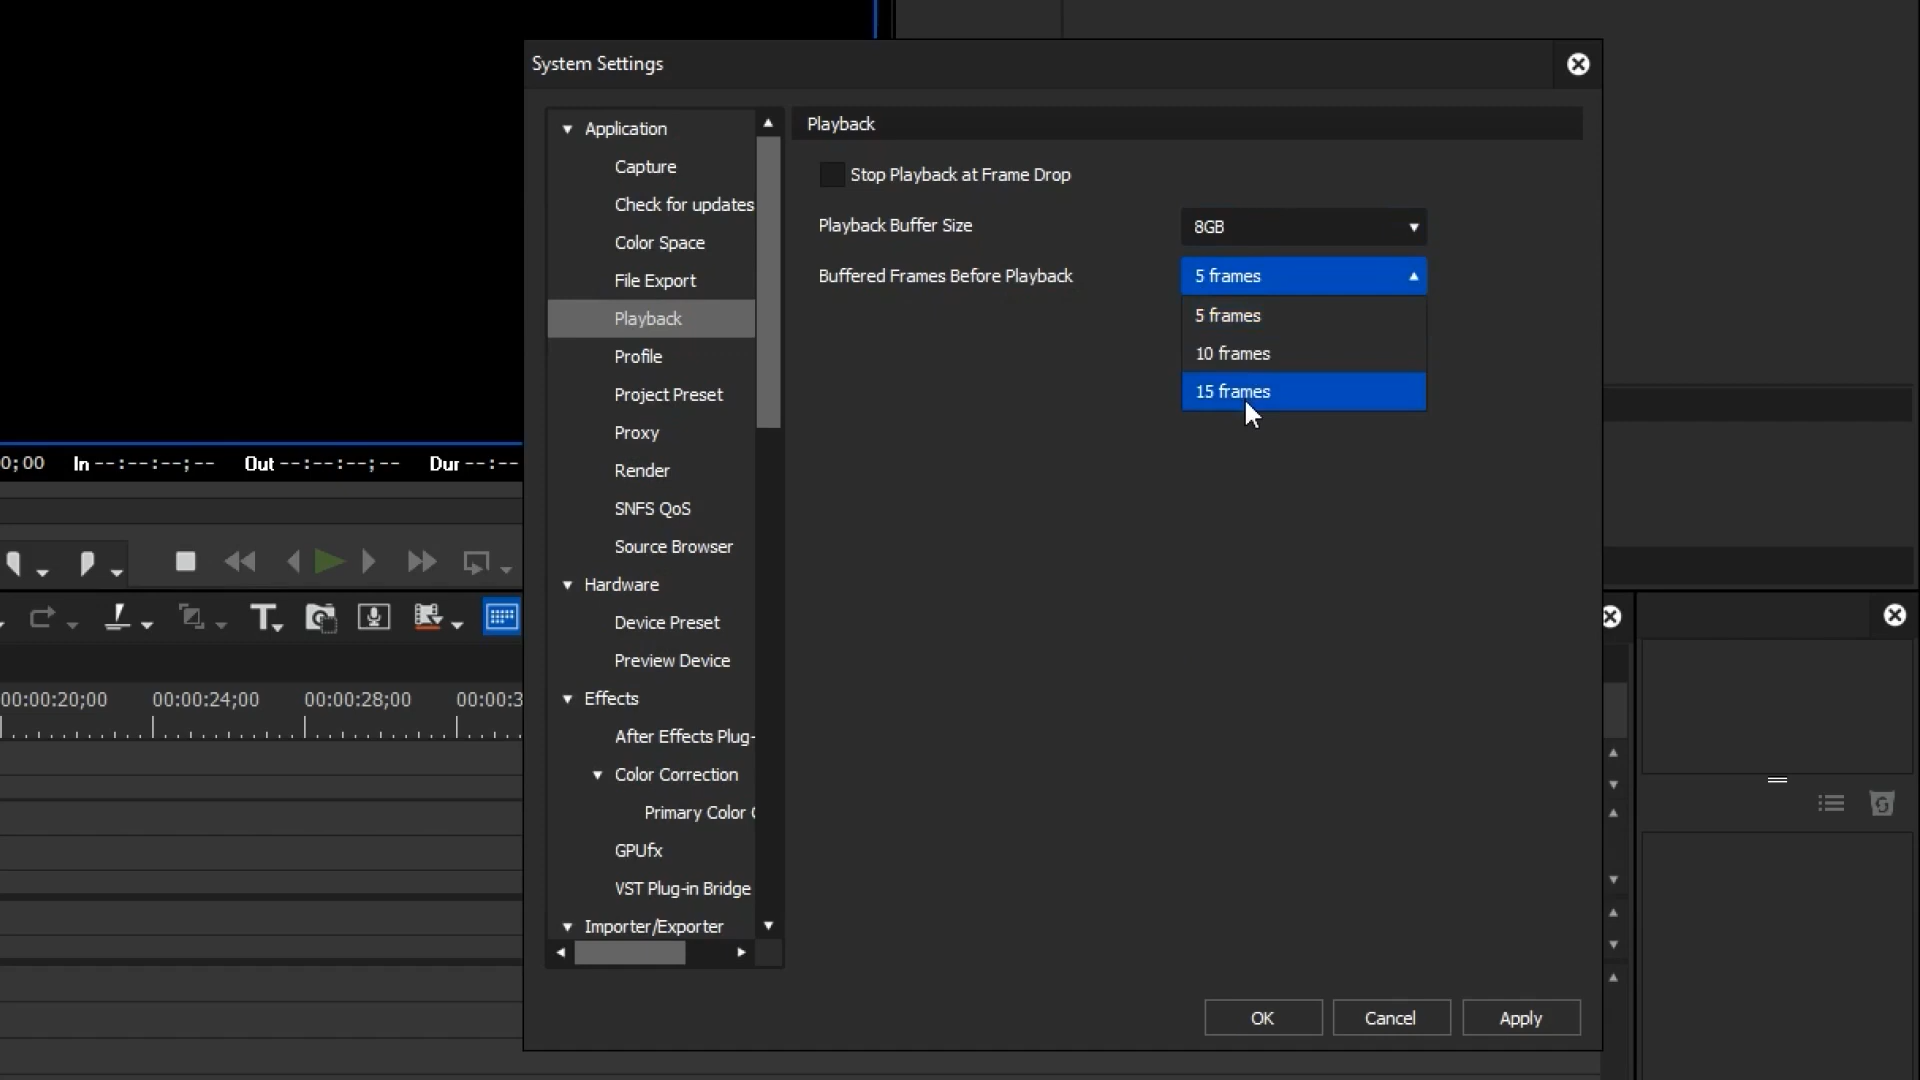 System Settings
Application
Capture
Check for updates
Color Space
File Export
Playback
Profile
Project Preset
Proxy
Render
SNFS QoS
Source Browser
Hardware
Device Preset
Preview Device
Effects
After Effects Plug-
Color Correction
Primary Color
GPUfx
VST Plug-in Bridge
Importer/Exporter
Playback
Stop Playback at Frame Drop
Playback Buffer Size
8GB
Buffered Frames Before Playback
5 frames
5 frames
10 frames
15 frames
OK
Cancel
Apply
0;00
In --:--:--;--
Out --:--:--;--
Dur --:--
00:00:20;00
00:00:24;00
00:00:28;00
00:00:3